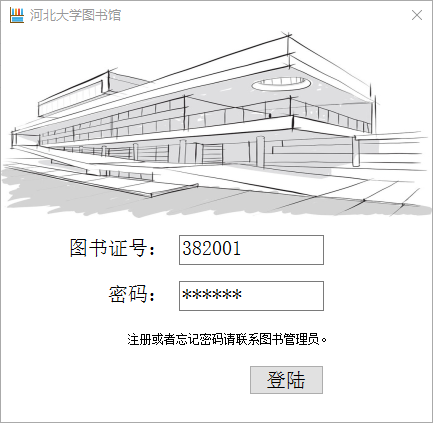 河北大学图书馆
图书证号： 382001
密码： ******
注册或者忘记密码请联系图书管理员。
登陆